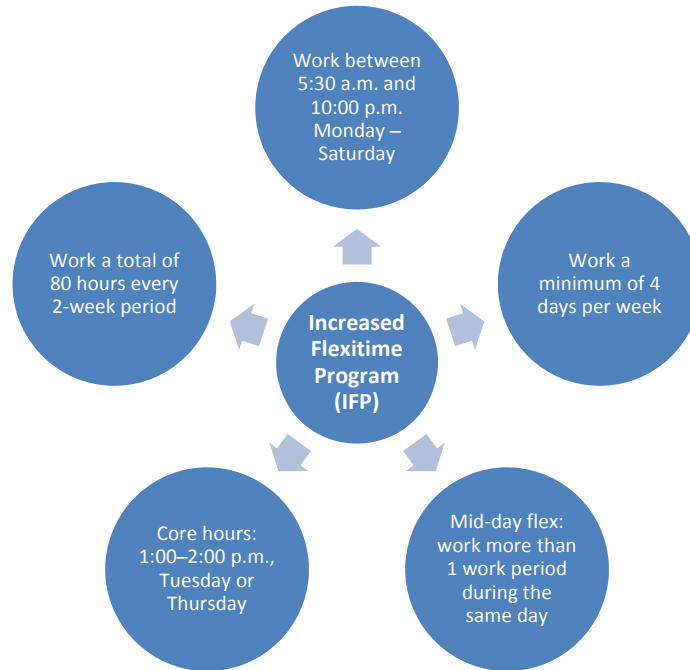 Work between
5:30 a.m. and
10:00 p.m.
Monday –
Saturday
Work a total of
80 hours every
2-week period
Work a
minimum of 4
days per week
Increased
Flexitime
Program
(IFP)
Core hours:
1:00–2:00 p.m.,
Tuesday or
Thursday
Mid-day flex:
work more than
1 work period
during the
same day